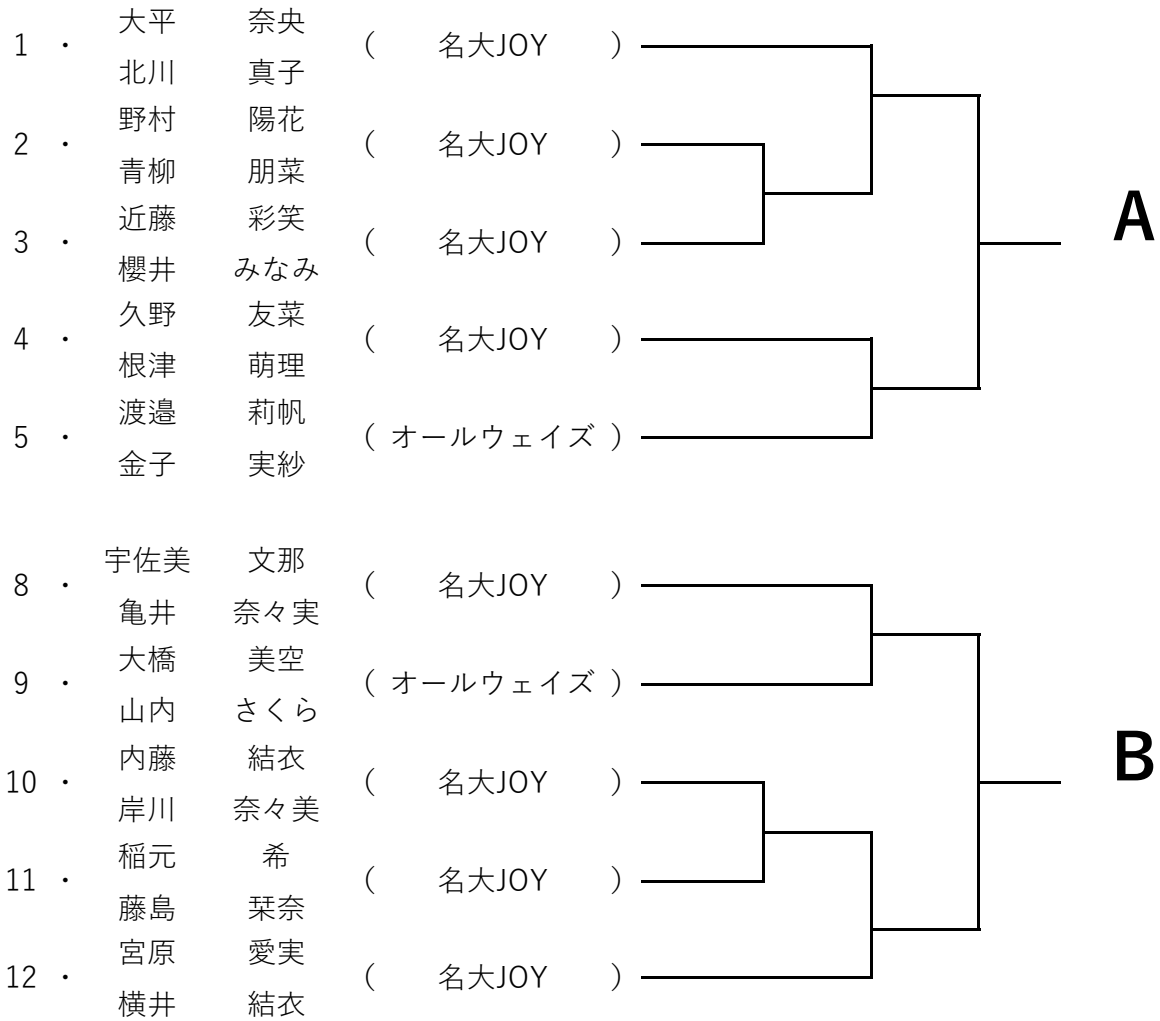 大平 奈央
1 ・ ( 名大JOY )
北川 真子
野村 陽花
2 ・ ( 名大JOY )
青柳 朋菜
近藤 彩笑
3 ・ ( 名大JOY )
櫻井 みなみ
久野 友菜
4 ・ ( 名大JOY )
根津 萌理
渡邉 莉帆
5 ・ ( オールウェイズ )
金子 実紗
A
宇佐美 文那
8 ・ ( 名大JOY )
亀井 奈々実
大橋 美空
9 ・ ( オールウェイズ )
山内 さくら
内藤 結衣
10 ・ ( 名大JOY )
岸川 奈々美
稲元 希
11 ・ ( 名大JOY )
藤島 栞奈
宮原 愛実
12 ・ ( 名大JOY )
横井 結衣
B